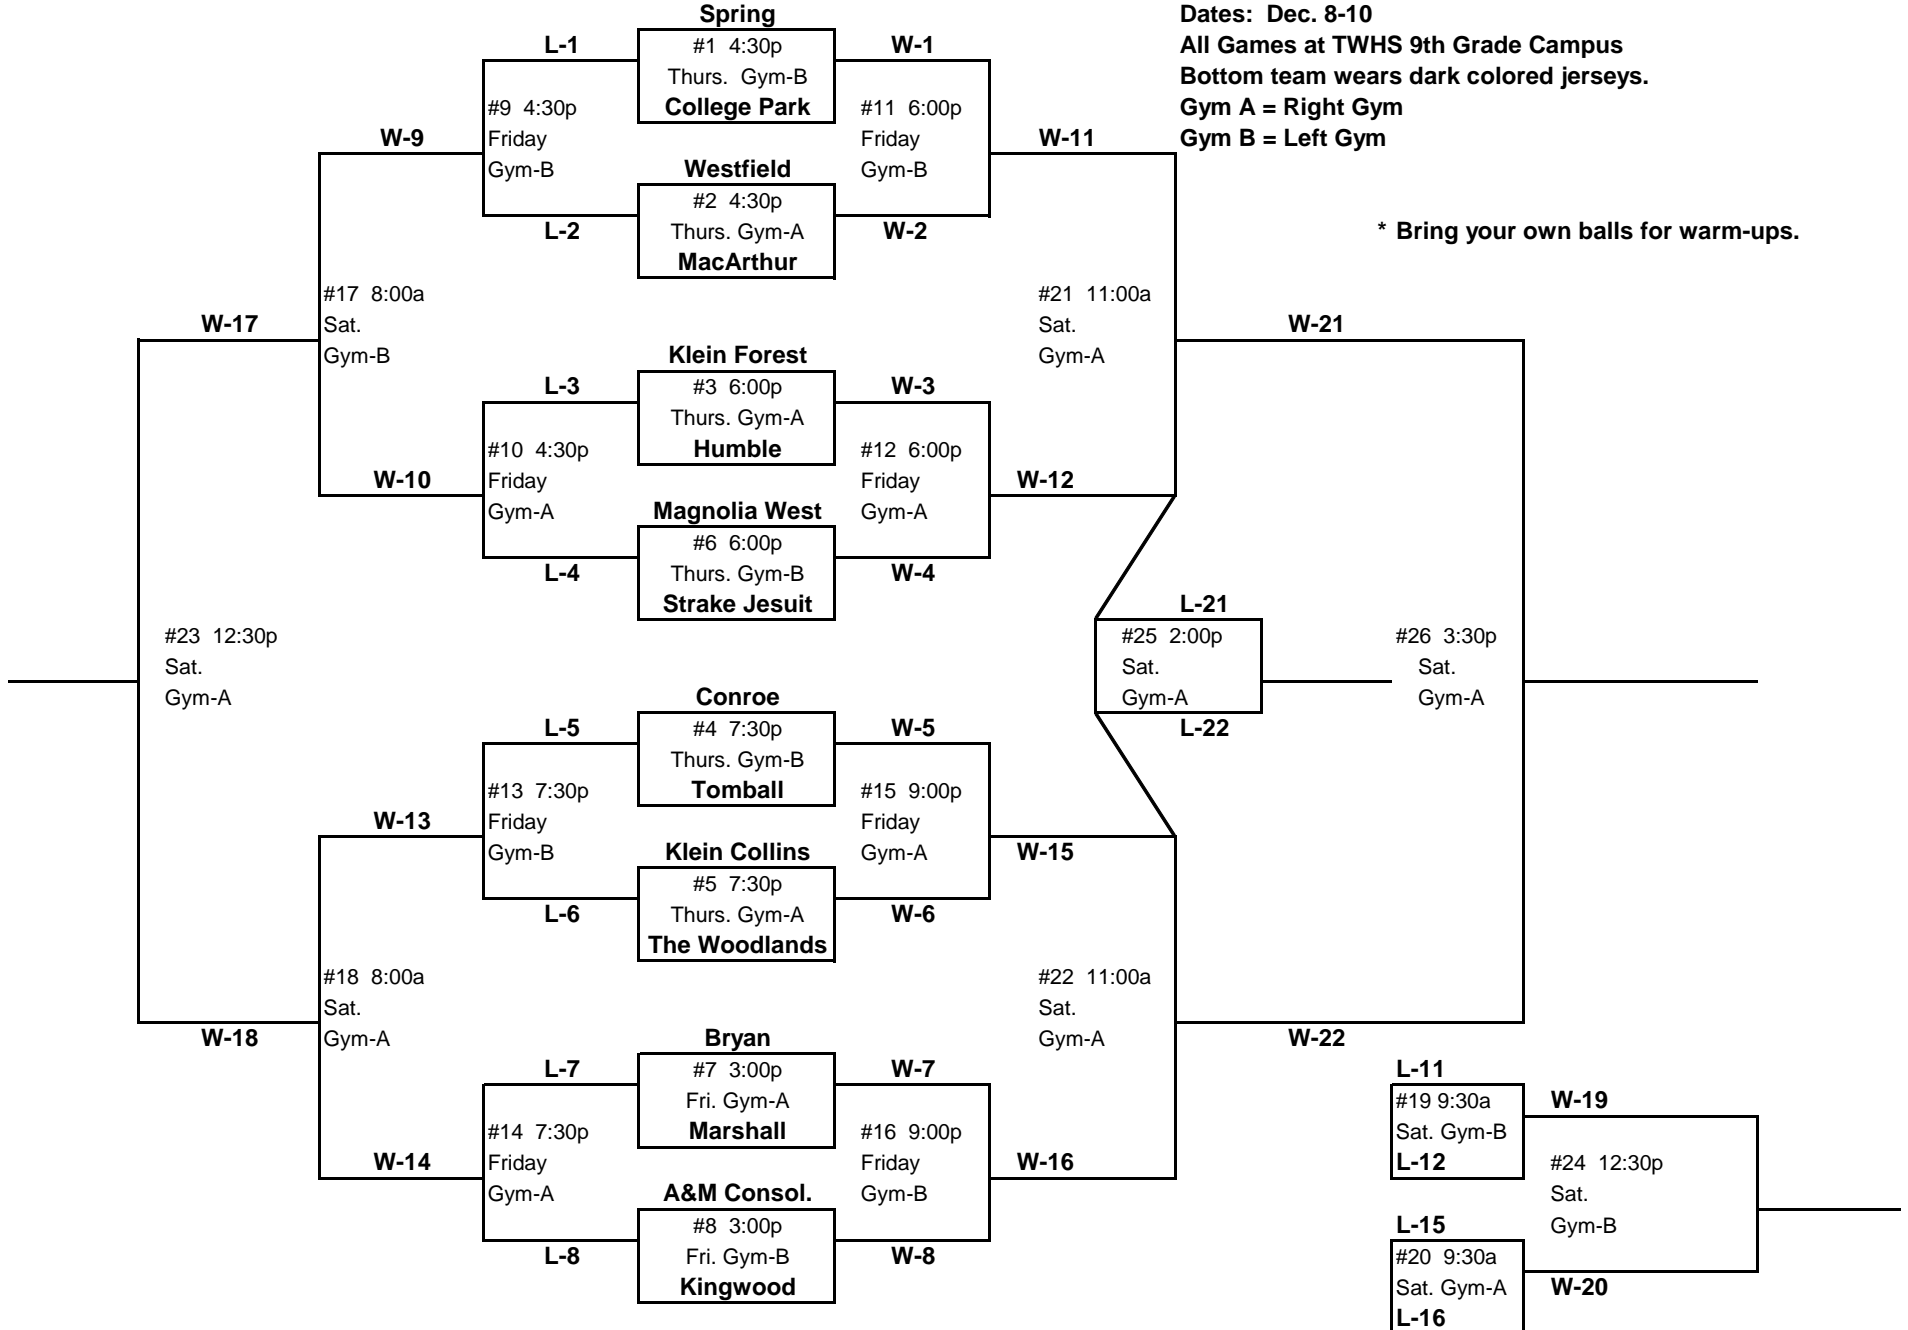 Spring
Dates:  Dec. 8-10
L-1
#1  4:30p
W-1
All Games at TWHS 9th Grade Campus
Thurs.  Gym-B
Bottom team wears dark colored jerseys.
#9  4:30p
College Park
#11  6:00p
Gym A = Right Gym
W-9
Friday
Friday
W-11
Gym B = Left Gym
Gym-B
Westfield
Gym-B
#2  4:30p
L-2
Thurs. Gym-A
W-2
* Bring your own balls for warm-ups.
MacArthur
#17  8:00a
#21  11:00a
W-17
Sat.
Sat.
W-21
Gym-B
Klein Forest
Gym-A
L-3
#3  6:00p
W-3
Thurs. Gym-A
#10  4:30p
Humble
#12  6:00p
W-10
Friday
Friday
W-12
Gym-A
Magnolia West
Gym-A
#6  6:00p
L-4
Thurs. Gym-B
W-4
Strake Jesuit
L-21
#23  12:30p
#25  2:00p
#26  3:30p
Sat.
Sat.
Sat.
Gym-A
Conroe
Gym-A
Gym-A
L-5
#4  7:30p
W-5
L-22
Thurs. Gym-B
#13  7:30p
Tomball
#15  9:00p
W-13
Friday
Friday
Gym-B
Klein Collins
Gym-A
W-15
#5  7:30p
L-6
Thurs. Gym-A
W-6
The Woodlands
#18  8:00a
#22  11:00a
Sat.
Sat.
W-18
Gym-A
Bryan
Gym-A
W-22
L-7
#7  3:00p
W-7
L-11
Fri. Gym-A
#19 9:30a
W-19
#14  7:30p
Marshall
#16  9:00p
Sat. Gym-B
W-14
Friday
Friday
W-16
L-12
#24  12:30p
Gym-A
A&M Consol.
Gym-B
Sat.
#8  3:00p
L-15
Gym-B
L-8
Fri. Gym-B
W-8
#20  9:30a
Kingwood
Sat. Gym-A
W-20
L-16